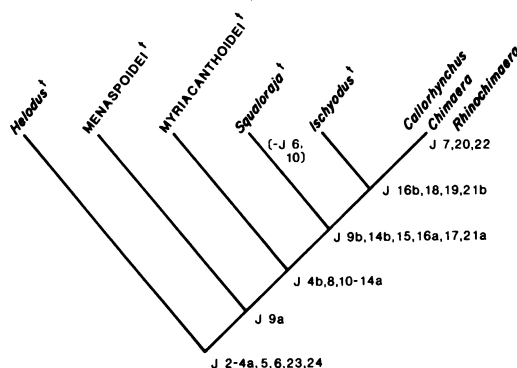 Helodus†
MENASPOIDEI†
MYRIACANTHOIDEI†
Squaloraja†
Ischyodus†
Callorhynchus
Chimaera
Rhinochimaera
(-J 6,
10)
J 7,20,22
J 16b,18,19,21b
J 9b,14b,15,16a,17,21a
J 4b,8,10-14a
J 9a
J 2-4a,5,6,23,24